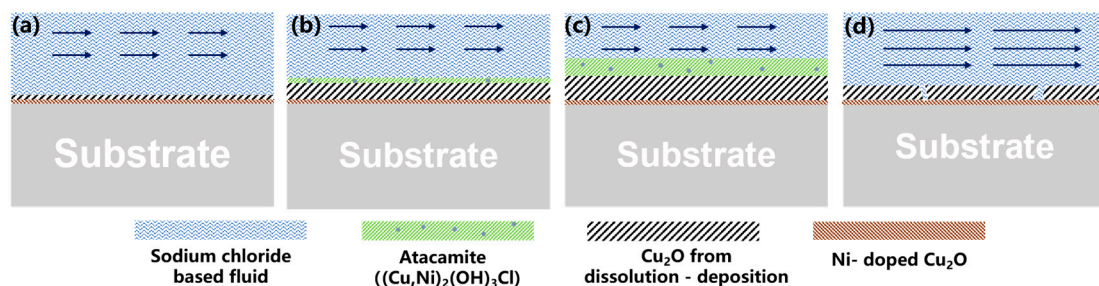 (a)
(b)
(c)
(d)
Substrate
Substrate
Substrate
Substrate
Sodium chloride
based fluid
Atacamite
((Cu,Ni)₂(OH)₃Cl)
Cu₂O from
dissolution - deposition
Ni- doped Cu₂O